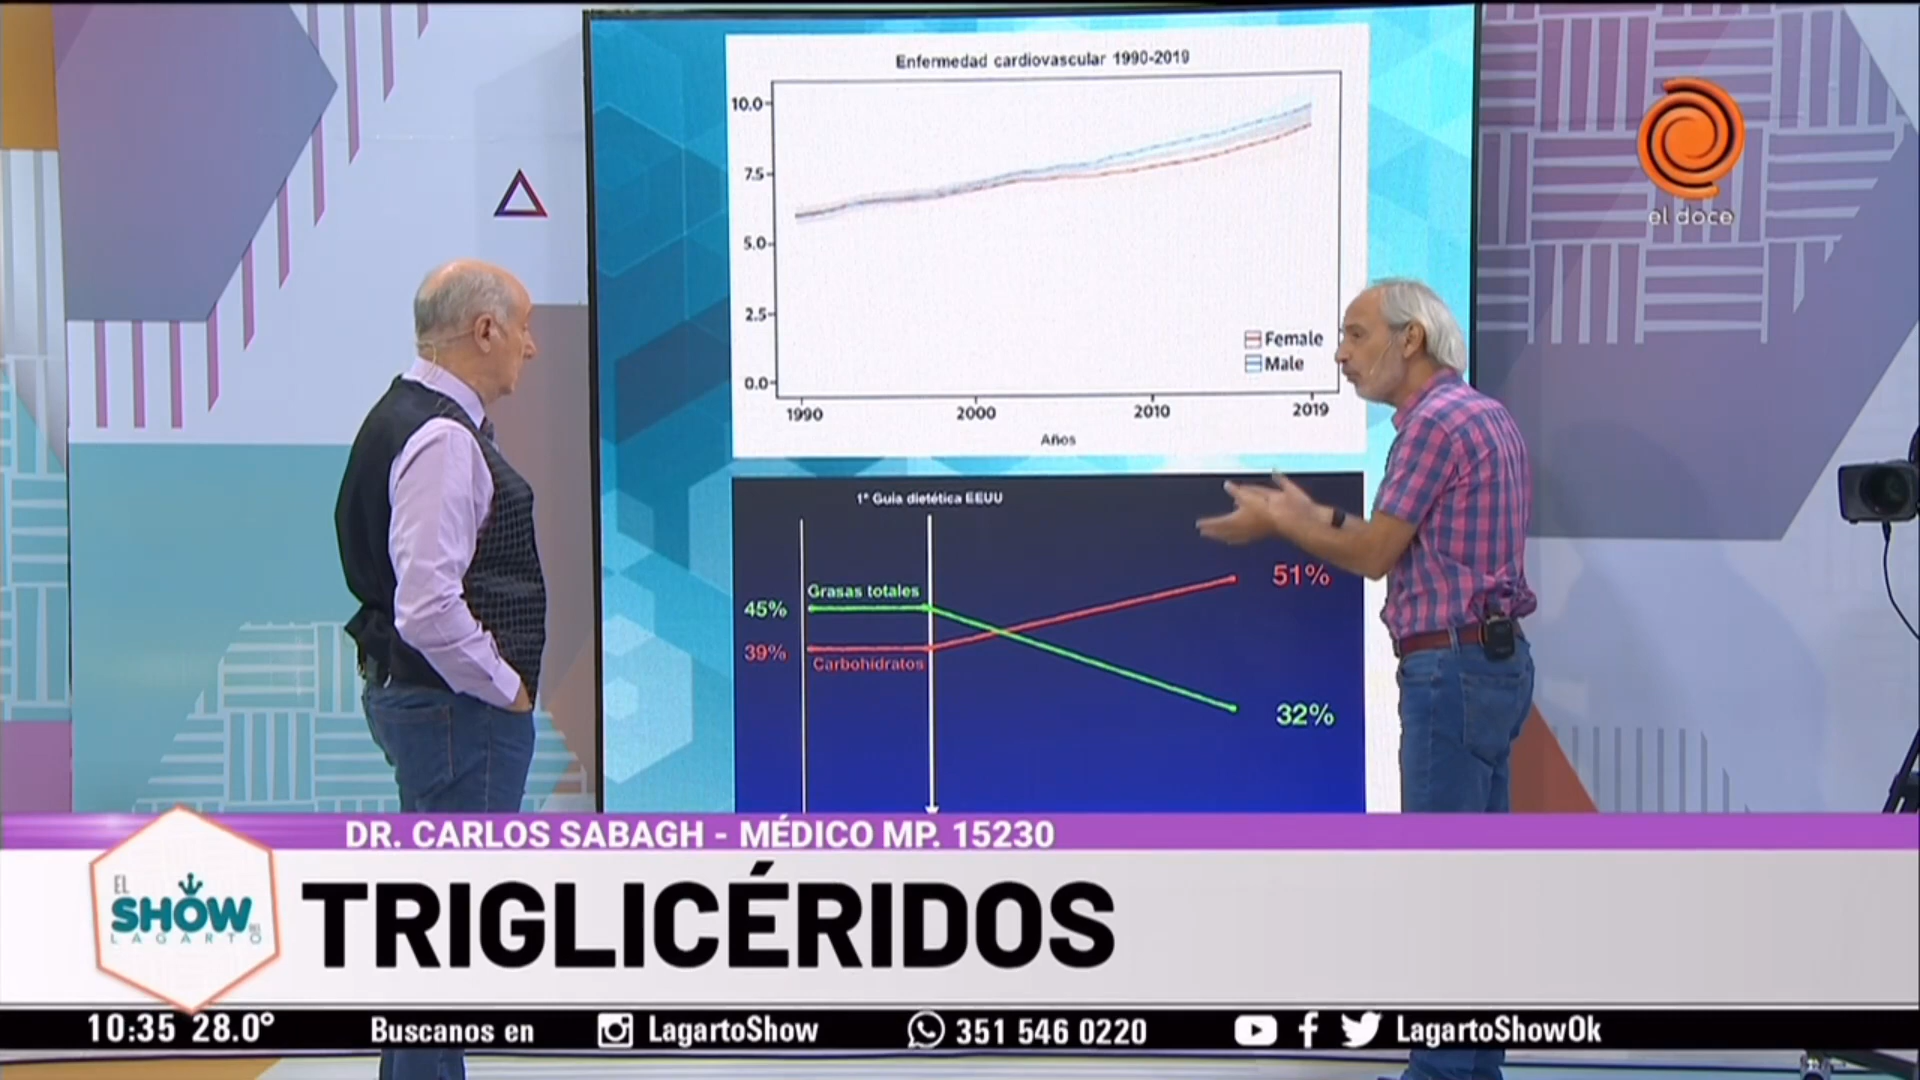 Enfermedad cardiovascular 1990-2019
10.0
7.5
5.0
2.5
0.0
Female
Male
1990 2000 2010 2019
Años
el doce
1ª Guia dietética EEUU
Grasas totales
45%
39%
Carbohidratos
51%
32%
DR. CARLOS SABAGH - MÉDICO MP. 15230
EL
SHOW
DEL
LAGARTO
TRIGLICÉRIDOS
10:35 28.0° Buscanos en LagartoShow 351 546 0220 LagartoShowOk